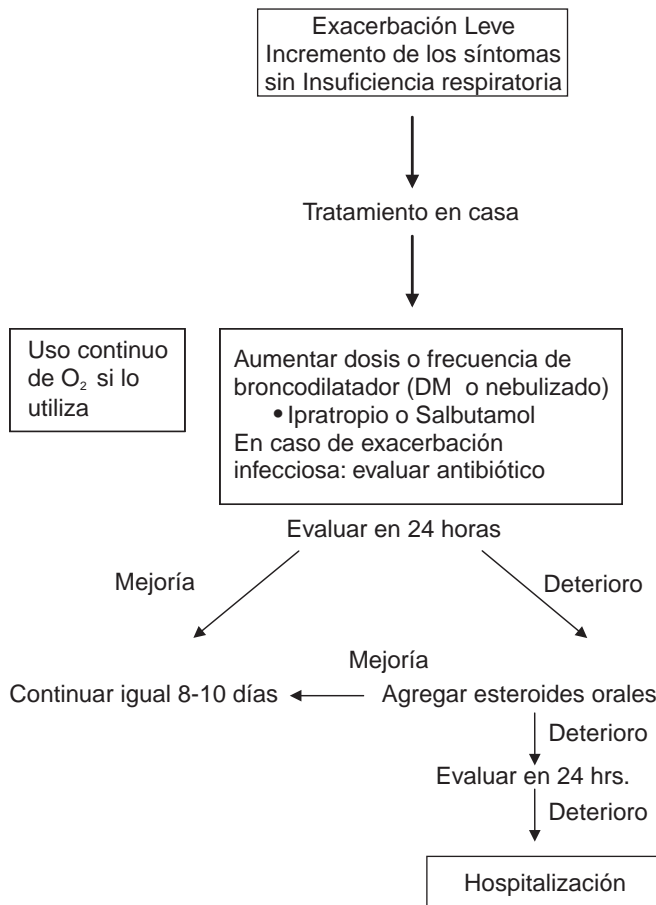 Exacerbación Leve
Incremento de los síntomas
sin Insuficiencia respiratoria
Tratamiento en casa
Uso continuo
de O₂ si lo
utiliza
Aumentar dosis o frecuencia de
broncodilatador (DM o nebulizado)
• Ipratropio o Salbutamol
En caso de exacerbación
infecciosa: evaluar antibiótico
Evaluar en 24 horas
Mejoría
Deterioro
Mejoría
Continuar igual 8-10 días
Agregar esteroides orales
Deterioro
Evaluar en 24 hrs.
Deterioro
Hospitalización